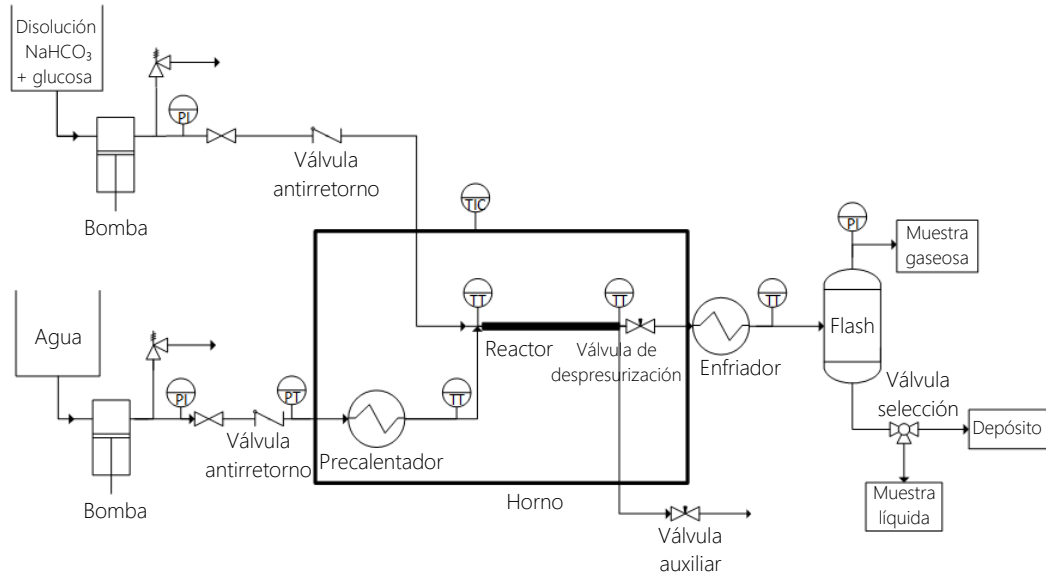 Disolución
NaHCO₃
+ glucosa
PI
Válvula
antirretorno
Bomba
TIC
PI
Muestra
gaseosa
TT
TT
TT
Agua
Reactor
Válvula de
despresurización
Enfriador
Flash
PI
PT
TT
Válvula
selección
Válvula
antirretorno
Precalentador
Depósito
Bomba
Horno
Muestra
líquida
Válvula
auxiliar